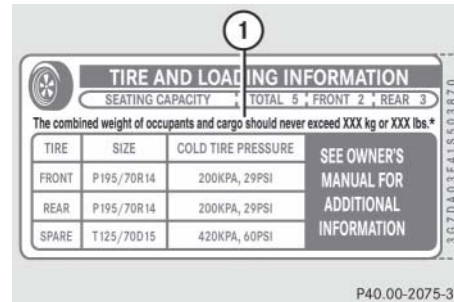 1
TIRE AND LOADING INFORMATION
SEATING CAPACITY TOTAL 5 FRONT 2 REAR 3
The combined weight of occupants and cargo should never exceed XXX kg or XXX lbs.*
TIRE SIZE COLD TIRE PRESSURE
FRONT P195/70R14 200KPA, 29PSI
REAR P195/70R14 200KPA, 29PSI
SPARE T125/70D15 420KPA, 60PSI
SEE OWNER'S
MANUAL FOR
ADDITIONAL
INFORMATION
P40.00-2075-3